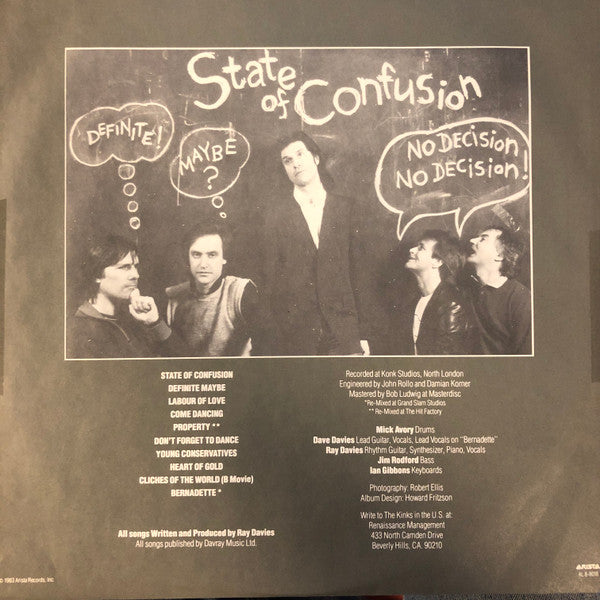 State
of Confusion
DEFINITE!
MAYBE
?
NO DECISION
NO DECISION!
STATE OF CONFUSION
DEFINITE MAYBE
LABOUR OF LOVE
COME DANCING
PROPERTY **
DON'T FORGET TO DANCE
YOUNG CONSERVATIVES
HEART OF GOLD
CLICHES OF THE WORLD (B Movie)
BERNADETTE *
All songs Written and Produced by Ray Davies
All songs published by Davray Music Ltd.
Recorded at Konk Studios, North London
Engineered by John Rollo and Damian Korner
Mastered by Bob Ludwig at Masterdisc
*Re-Mixed at Grand Slam Studios
** Re-Mixed at The Hit Factory
Mick Avory Drums
Dave Davies Lead Guitar, Vocals, Lead Vocals on "Bernadette"
Ray Davies Rhythm Guitar, Synthesizer, Piano, Vocals
Jim Rodford Bass
Ian Gibbons Keyboards
Photography: Robert Ellis
Album Design: Howard Fritzson
Write to The Kinks in the U.S. at:
Renaissance Management
433 North Camden Drive
Beverly Hills, CA. 90210
© 1983 Arista Records, Inc.
ARISTA
AL 8-8018